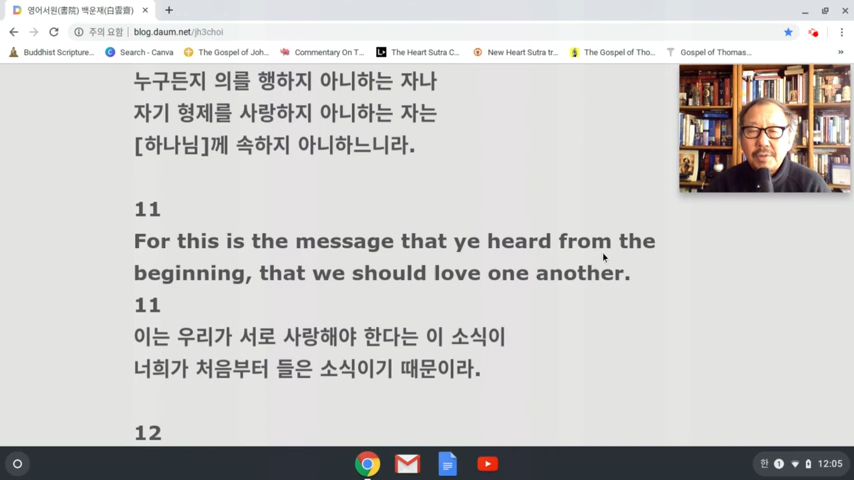 영어서원(書院) 백운재(白雲齋)
주의 요함
blog.daum.net/jh3choi
Buddhist Scripture...
Search - Canva
The Gospel of Joh...
Commentary On T...
The Heart Sutra C...
New Heart Sutra tr...
The Gospel of Tho...
Gospel of Thomas...
누구든지 의를 행하지 아니하는 자나
자기 형제를 사랑하지 아니하는 자는
[하나님]께 속하지 아니하느니라.
11
For this is the message that ye heard from the
beginning, that we should love one another.
11
이는 우리가 서로 사랑해야 한다는 이 소식이
너희가 처음부터 들은 소식이기 때문이라.
12
한 1 12:05